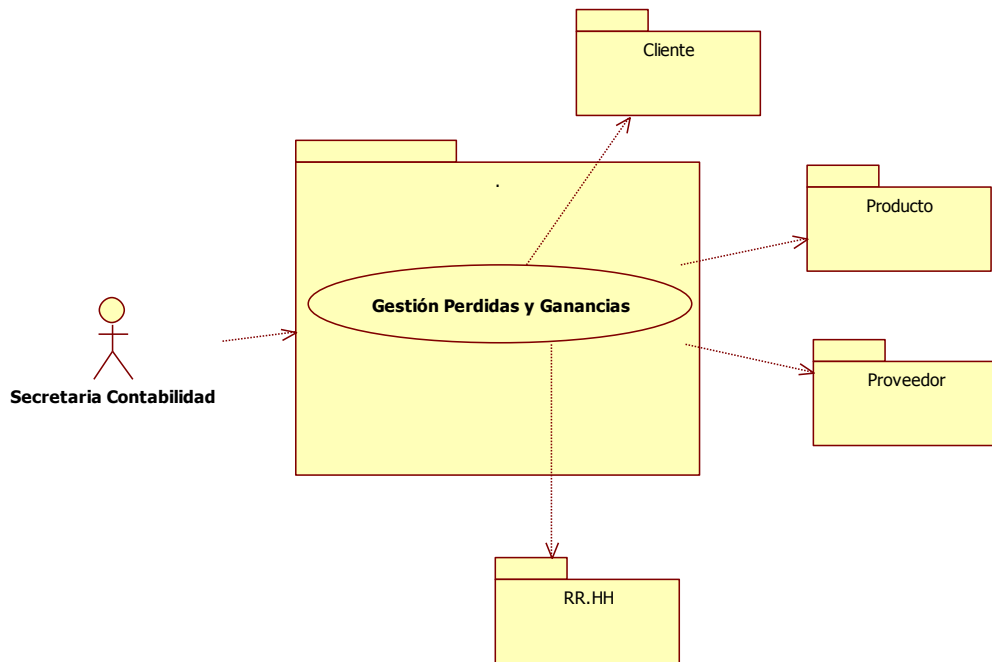 Cliente
.
Producto
Gestión Perdidas y Ganancias
Proveedor
Secretaria Contabilidad
RR.HH